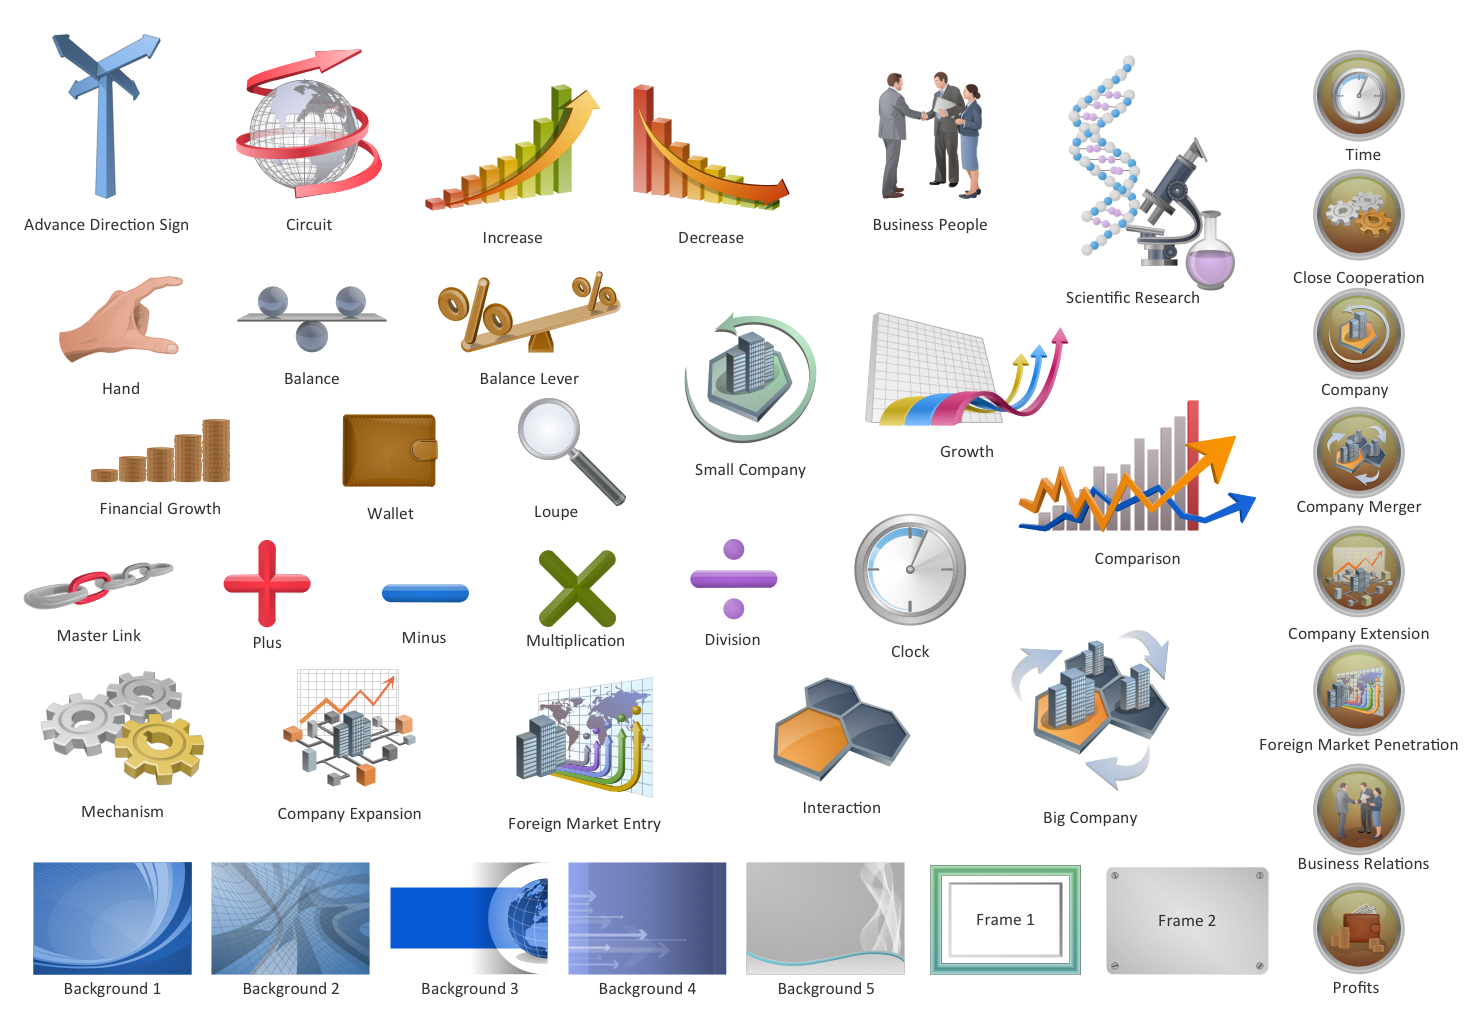 Advance Direction Sign
Circuit
Increase
Decrease
Business People
Scientific Research
Time
Close Cooperation
Hand
Balance
Balance Lever
Small Company
Growth
Company
Financial Growth
Wallet
Loupe
Comparison
Company Merger
Master Link
Plus
Minus
Multiplication
Division
Clock
Company Extension
Mechanism
Company Expansion
Foreign Market Entry
Interaction
Big Company
Foreign Market Penetration
Business Relations
Background 1
Background 2
Background 3
Background 4
Background 5
Frame 1
Frame 2
Profits